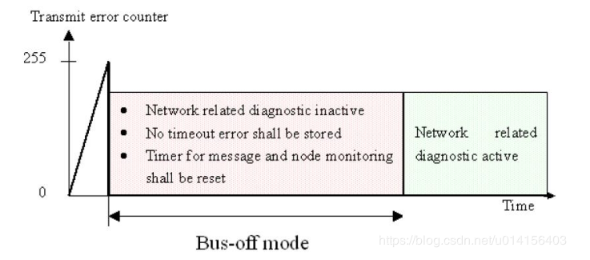 Transmit error counter
255
• Network related diagnostic inactive
• No timeout error shall be stored
• Timer for message and node monitoring
shall be reset
Network related
diagnostic active
0
Time
Bus-off mode
https://blog.csdn.net/u014156403